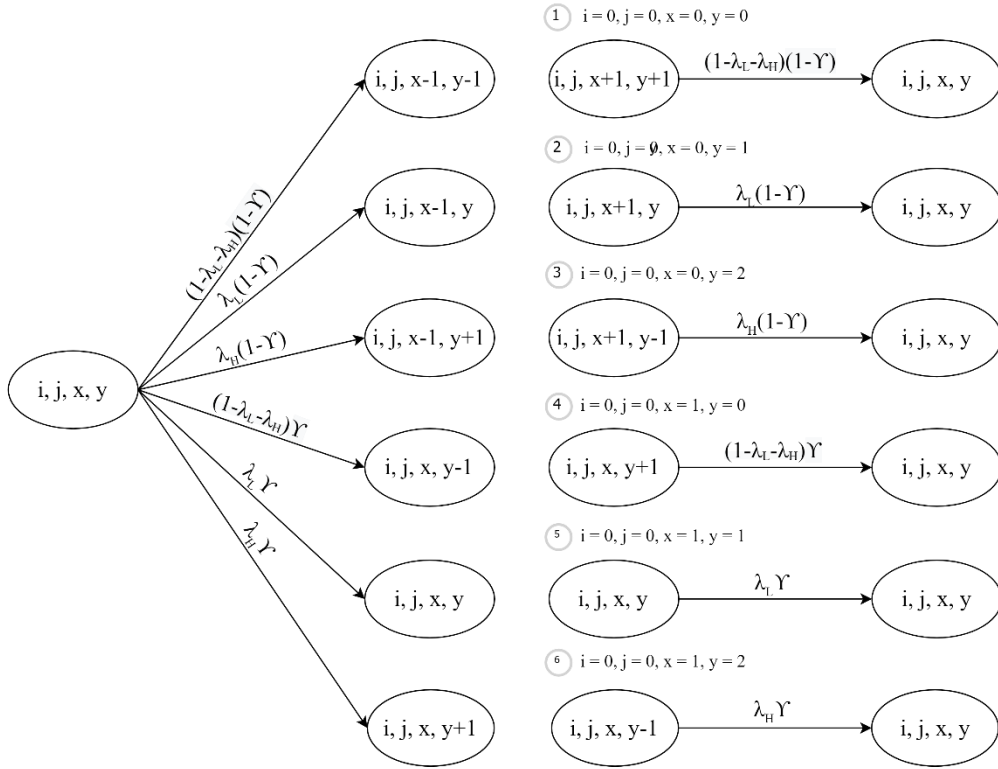 i, j, x, y
(1-λL-λH)(1-ϒ)
i, j, x-1, y-1
λL(1-ϒ)
i, j, x-1, y
λH(1-ϒ)
i, j, x-1, y+1
(1-λL-λH)ϒ
i, j, x, y-1
λLϒ
i, j, x, y
λHϒ
i, j, x, y+1
1 i = 0, j = 0, x = 0, y = 0
i, j, x+1, y+1 (1-λL-λH)(1-ϒ) i, j, x, y
2 i = 0, j = 0, x = 0, y = 1
i, j, x+1, y λL(1-ϒ) i, j, x, y
3 i = 0, j = 0, x = 0, y = 2
i, j, x+1, y-1 λH(1-ϒ) i, j, x, y
4 i = 0, j = 0, x = 1, y = 0
i, j, x, y+1 (1-λL-λH)ϒ i, j, x, y
5 i = 0, j = 0, x = 1, y = 1
i, j, x, y λLϒ i, j, x, y
6 i = 0, j = 0, x = 1, y = 2
i, j, x, y-1 λHϒ i, j, x, y